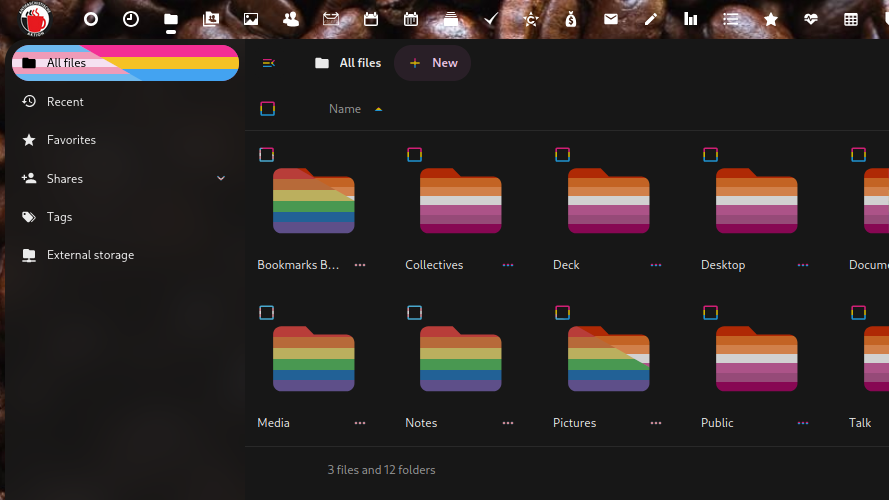 All files
All files
New
Recent
Name
Favorites
Shares
Tags
External storage
Bookmarks B...
Collectives
Deck
Desktop
Docum
Media
Notes
Pictures
Public
Talk
3 files and 12 folders